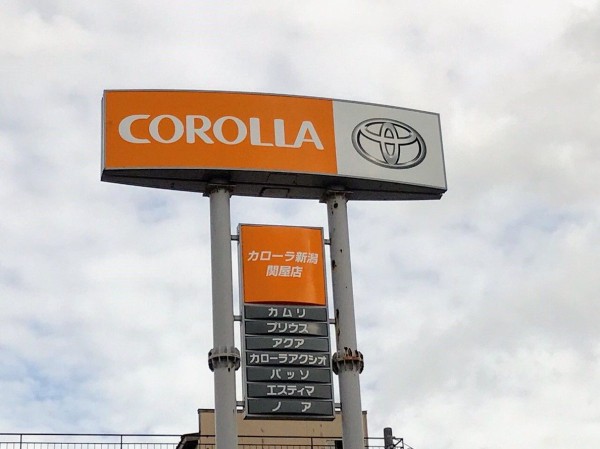 COROLLA
カローラ新潟
関屋店
カムリ
プリウス
アクア
カローラアクシオ
パッソ
エスティマ
ノア